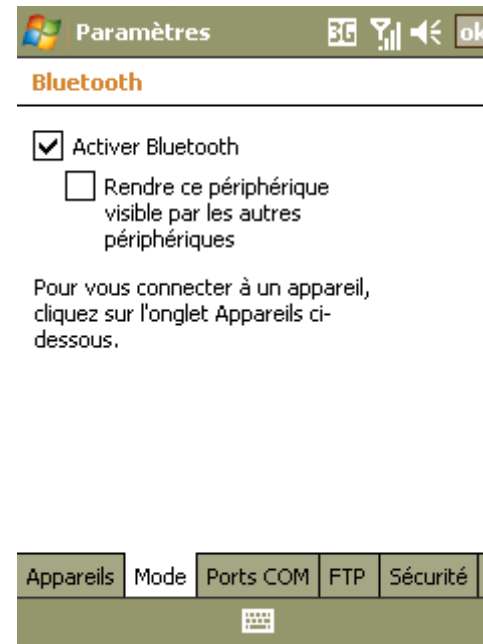 Paramètres 3G ok
Bluetooth
Activer Bluetooth
Rendre ce périphérique
visible par les autres
périphériques
Pour vous connecter à un appareil,
cliquez sur l'onglet Appareils ci-
dessous.
Appareils Mode Ports COM FTP Sécurité